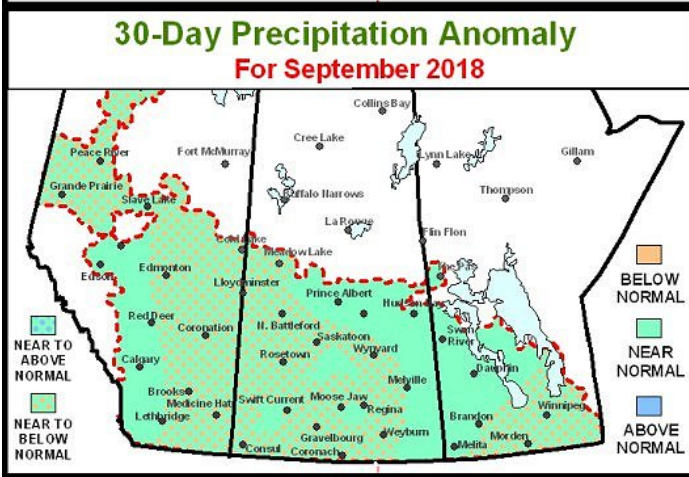 30-Day Precipitation Anomaly
For September 2018
Collins Bay
Cree Lake
Peace River
Fort McMurray
Lynn Lake
Gillam
Grande Prairie
Slave Lake
Buffalo Narrows
Thompson
La Ronge
Flin Flon
Cold Lake
Meadow Lake
The Pas
Edson
Edmonton
Lloydminster
Prince Albert
Hudson Bay
BELOW
NORMAL
Red Deer
N. Battleford
Swan
River
Coronation
Saskatoon
NEAR TO
ABOVE
NORMAL
Calgary
Rosetown
Wynyard
Dauphin
NEAR
NORMAL
Brooks
Melville
Medicine Hat
Swift Current
Moose Jaw
Regina
Winnipeg
Lethbridge
Brandon
NEAR TO
BELOW
NORMAL
Gravelbourg
Weyburn
Morden
ABOVE
NORMAL
Consul
Coronach
Melita